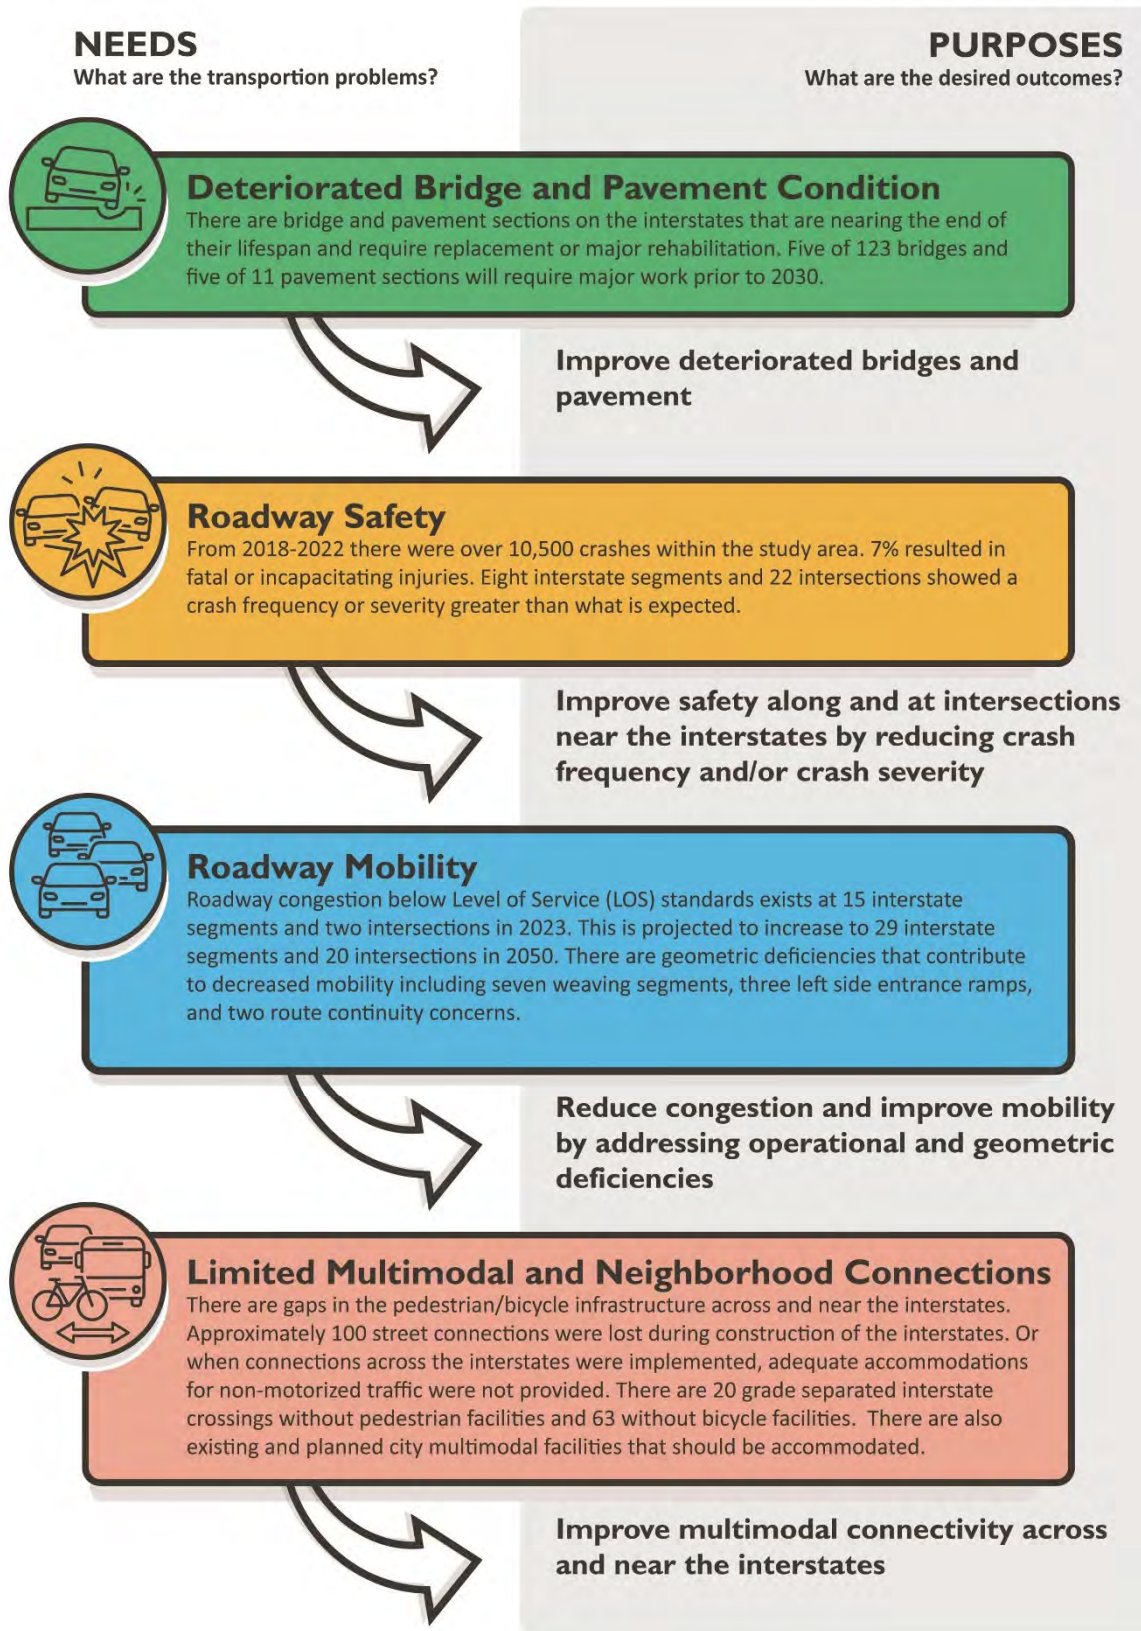 NEEDS
What are the transportion problems?
PURPOSES
What are the desired outcomes?
Deteriorated Bridge and Pavement Condition
There are bridge and pavement sections on the interstates that are nearing the end of
their lifespan and require replacement or major rehabilitation. Five of 123 bridges and
five of 11 pavement sections will require major work prior to 2030.
Improve deteriorated bridges and
pavement
Roadway Safety
From 2018-2022 there were over 10,500 crashes within the study area. 7% resulted in
fatal or incapacitating injuries. Eight interstate segments and 22 intersections showed a
crash frequency or severity greater than what is expected.
Improve safety along and at intersections
near the interstates by reducing crash
frequency and/or crash severity
Roadway Mobility
Roadway congestion below Level of Service (LOS) standards exists at 15 interstate
segments and two intersections in 2023. This is projected to increase to 29 interstate
segments and 20 intersections in 2050. There are geometric deficiencies that contribute
to decreased mobility including seven weaving segments, three left side entrance ramps,
and two route continuity concerns.
Reduce congestion and improve mobility
by addressing operational and geometric
deficiencies
Limited Multimodal and Neighborhood Connections
There are gaps in the pedestrian/bicycle infrastructure across and near the interstates.
Approximately 100 street connections were lost during construction of the interstates. Or
when connections across the interstates were implemented, adequate accommodations
for non-motorized traffic were not provided. There are 20 grade separated interstate
crossings without pedestrian facilities and 63 without bicycle facilities.  There are also
existing and planned city multimodal facilities that should be accommodated.
Improve multimodal connectivity across
and near the interstates